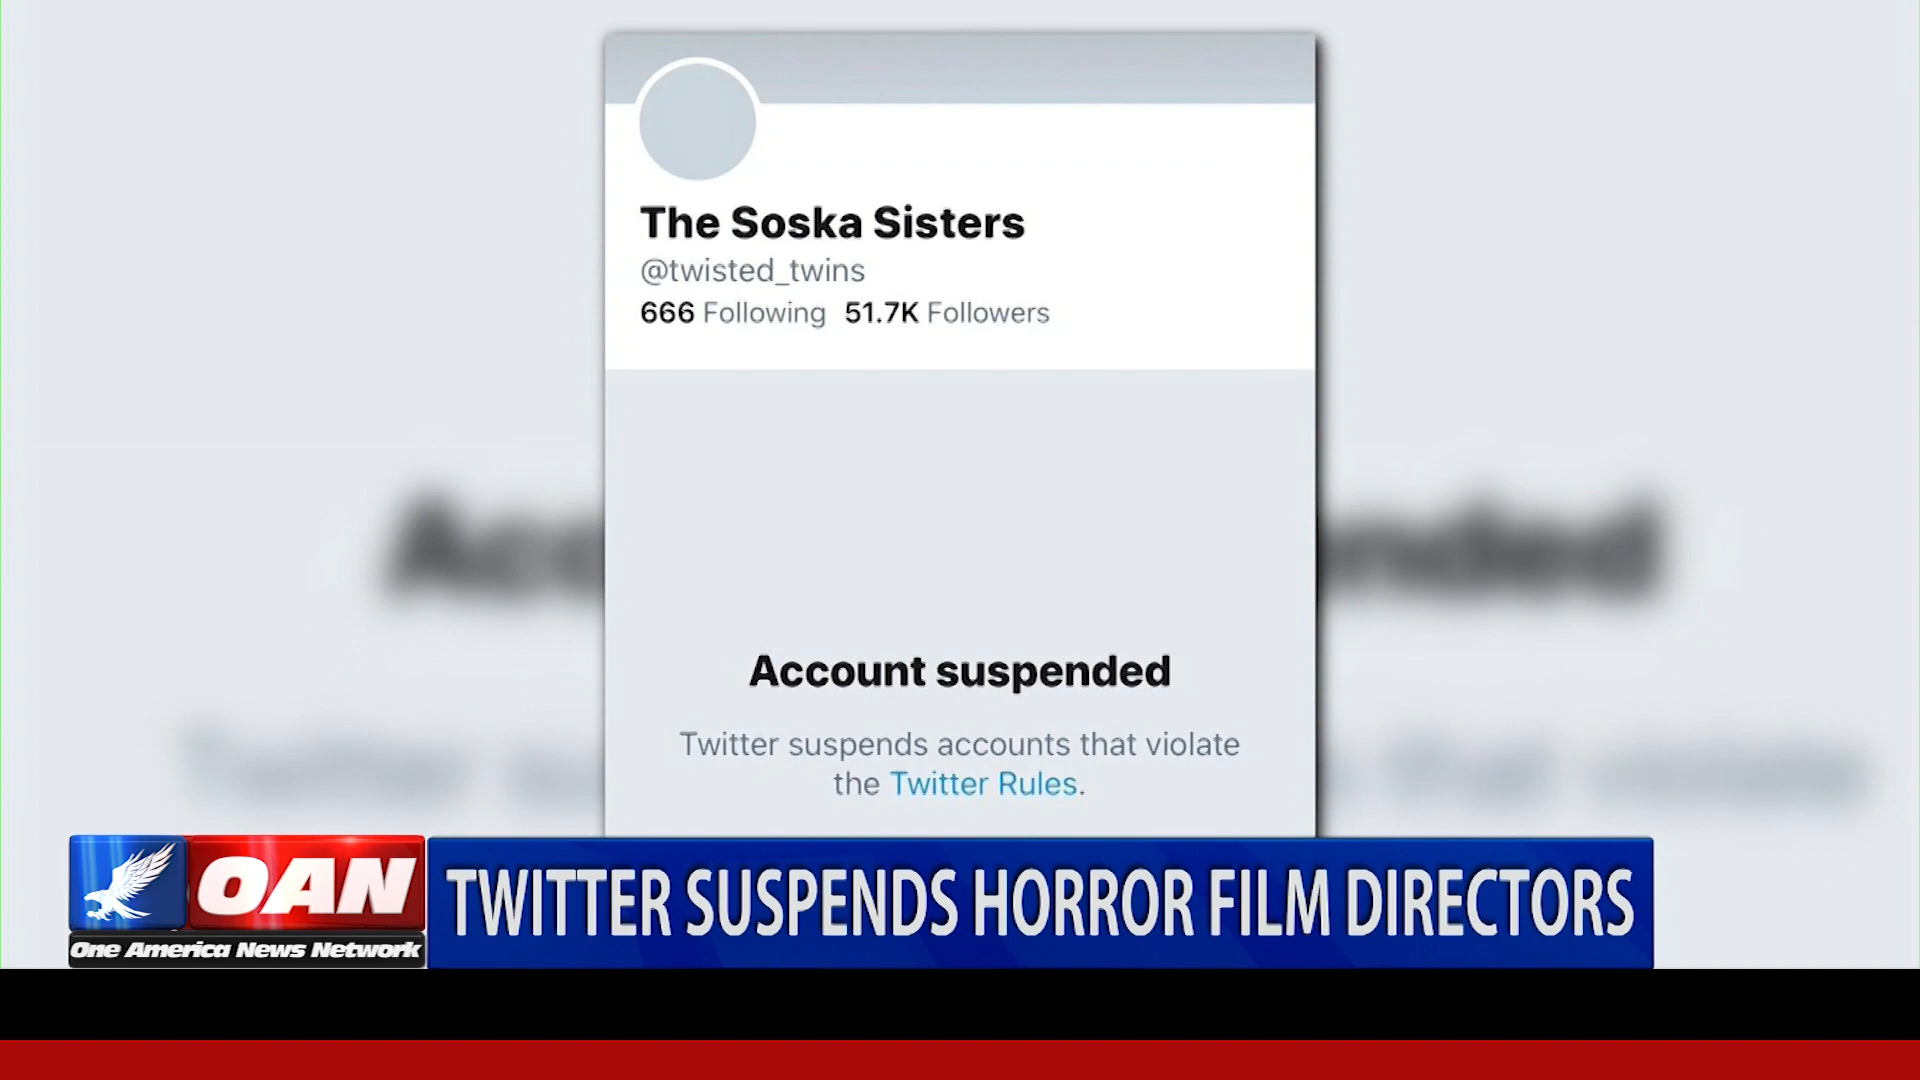 The Soska Sisters
@twisted_twins
666 Following 51.7K Followers
Account suspended
Twitter suspends accounts that violate
the Twitter Rules.
OAN
One America News Network
TWITTER SUSPENDS HORROR FILM DIRECTORS